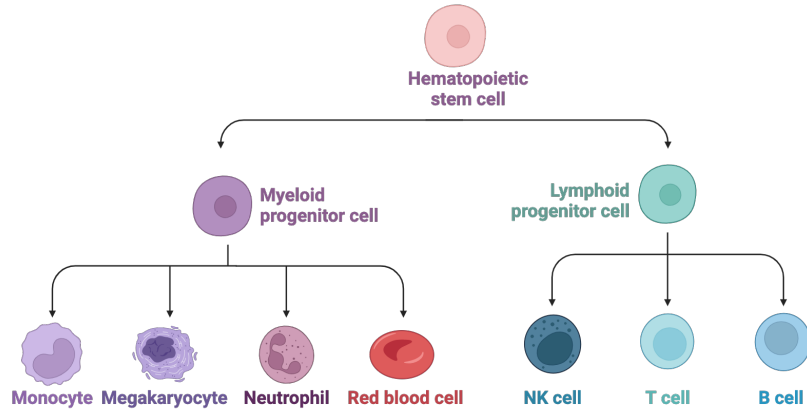 Hematopoietic
stem cell
Myeloid
progenitor cell
Lymphoid
progenitor cell
Monocyte
Megakaryocyte
Neutrophil
Red blood cell
NK cell
T cell
B cell